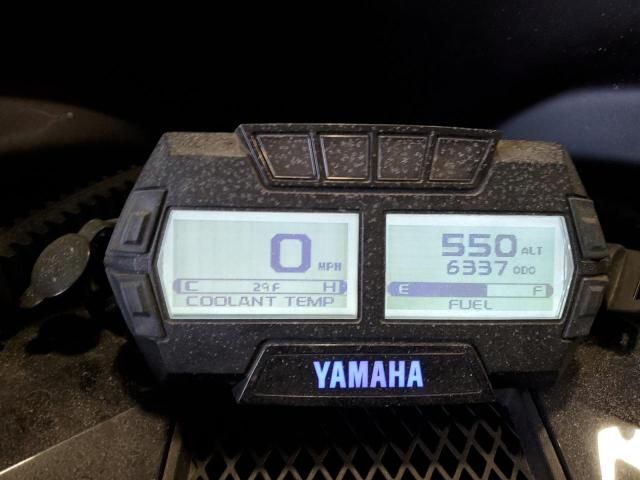 0 MPH
C 29F H
COOLANT TEMP
550 ALT
6337 ODO
E F
FUEL
YAMAHA